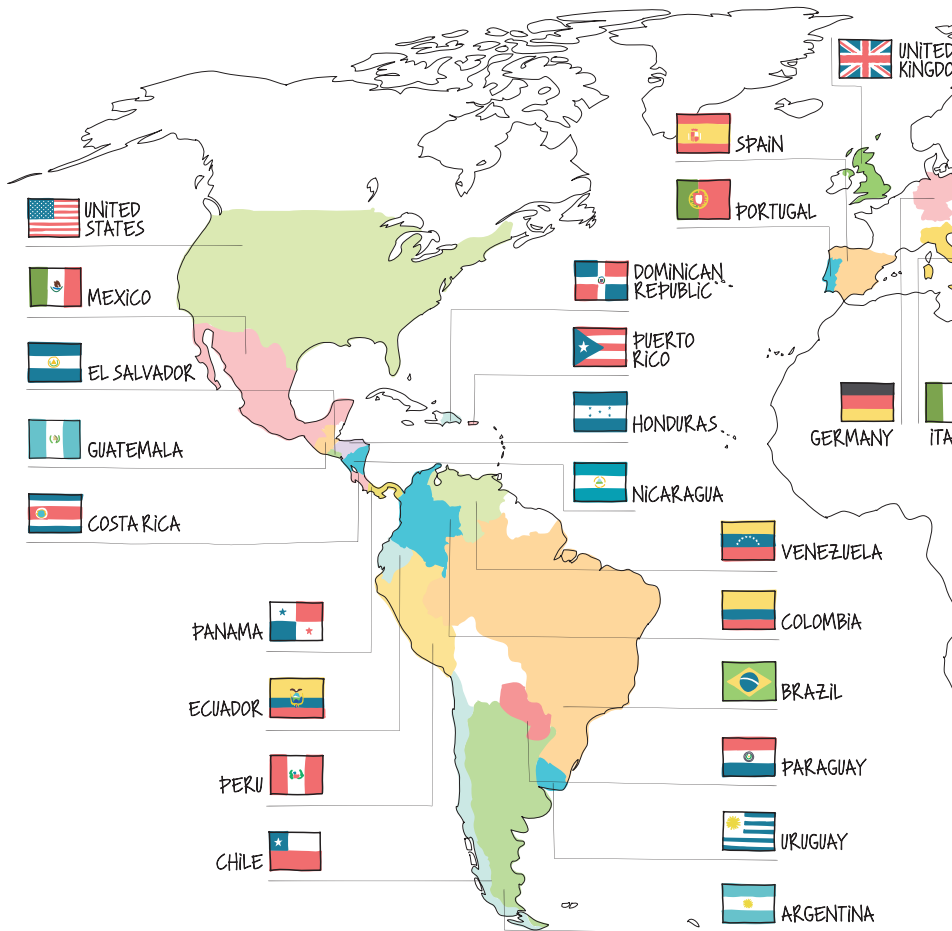 UNITED
KINGDO
SPAIN
PORTUGAL
UNITED
STATES
MEXICO
EL SALVADOR
GUATEMALA
COSTA RICA
DOMINICAN
REPUBLIC
PUERTO
RICO
HONDURAS
NICARAGUA
GERMANY
ITA
PANAMA
ECUADOR
PERU
CHILE
VENEZUELA
COLOMBIA
BRAZIL
PARAGUAY
URUGUAY
ARGENTINA